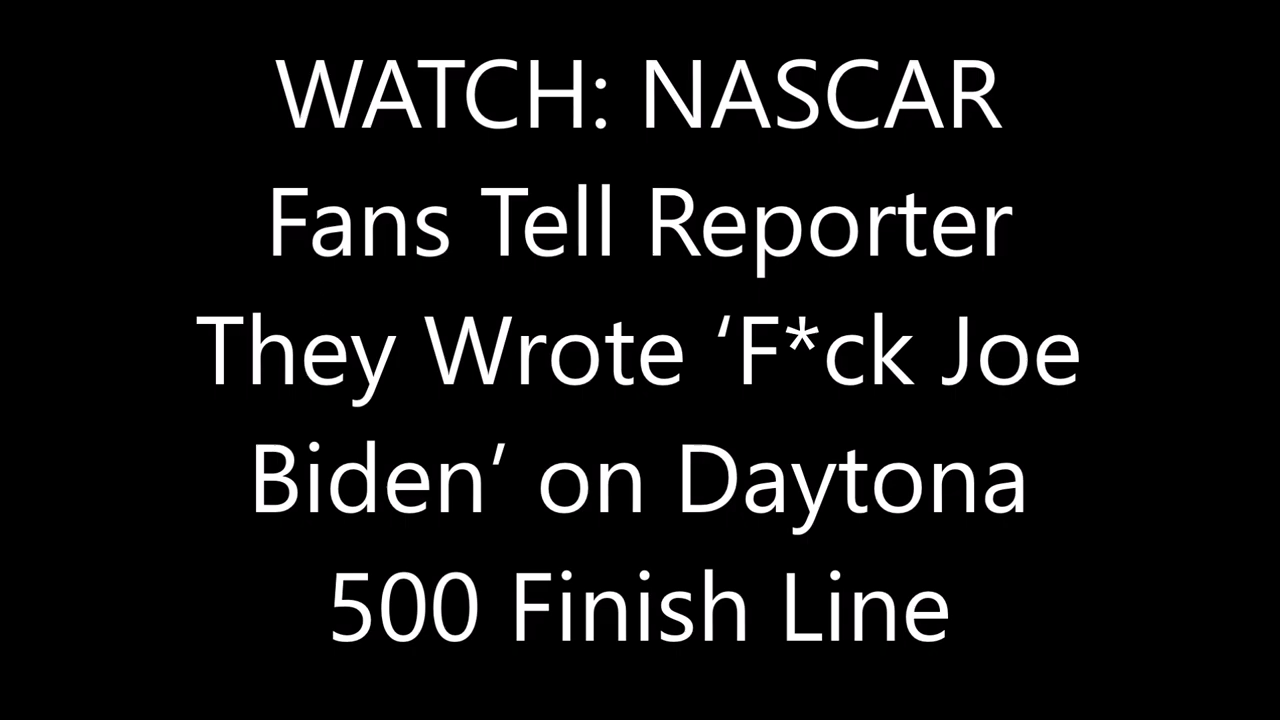 WATCH: NASCAR
Fans Tell Reporter
They Wrote ‘F*ck Joe
Biden’ on Daytona
500 Finish Line